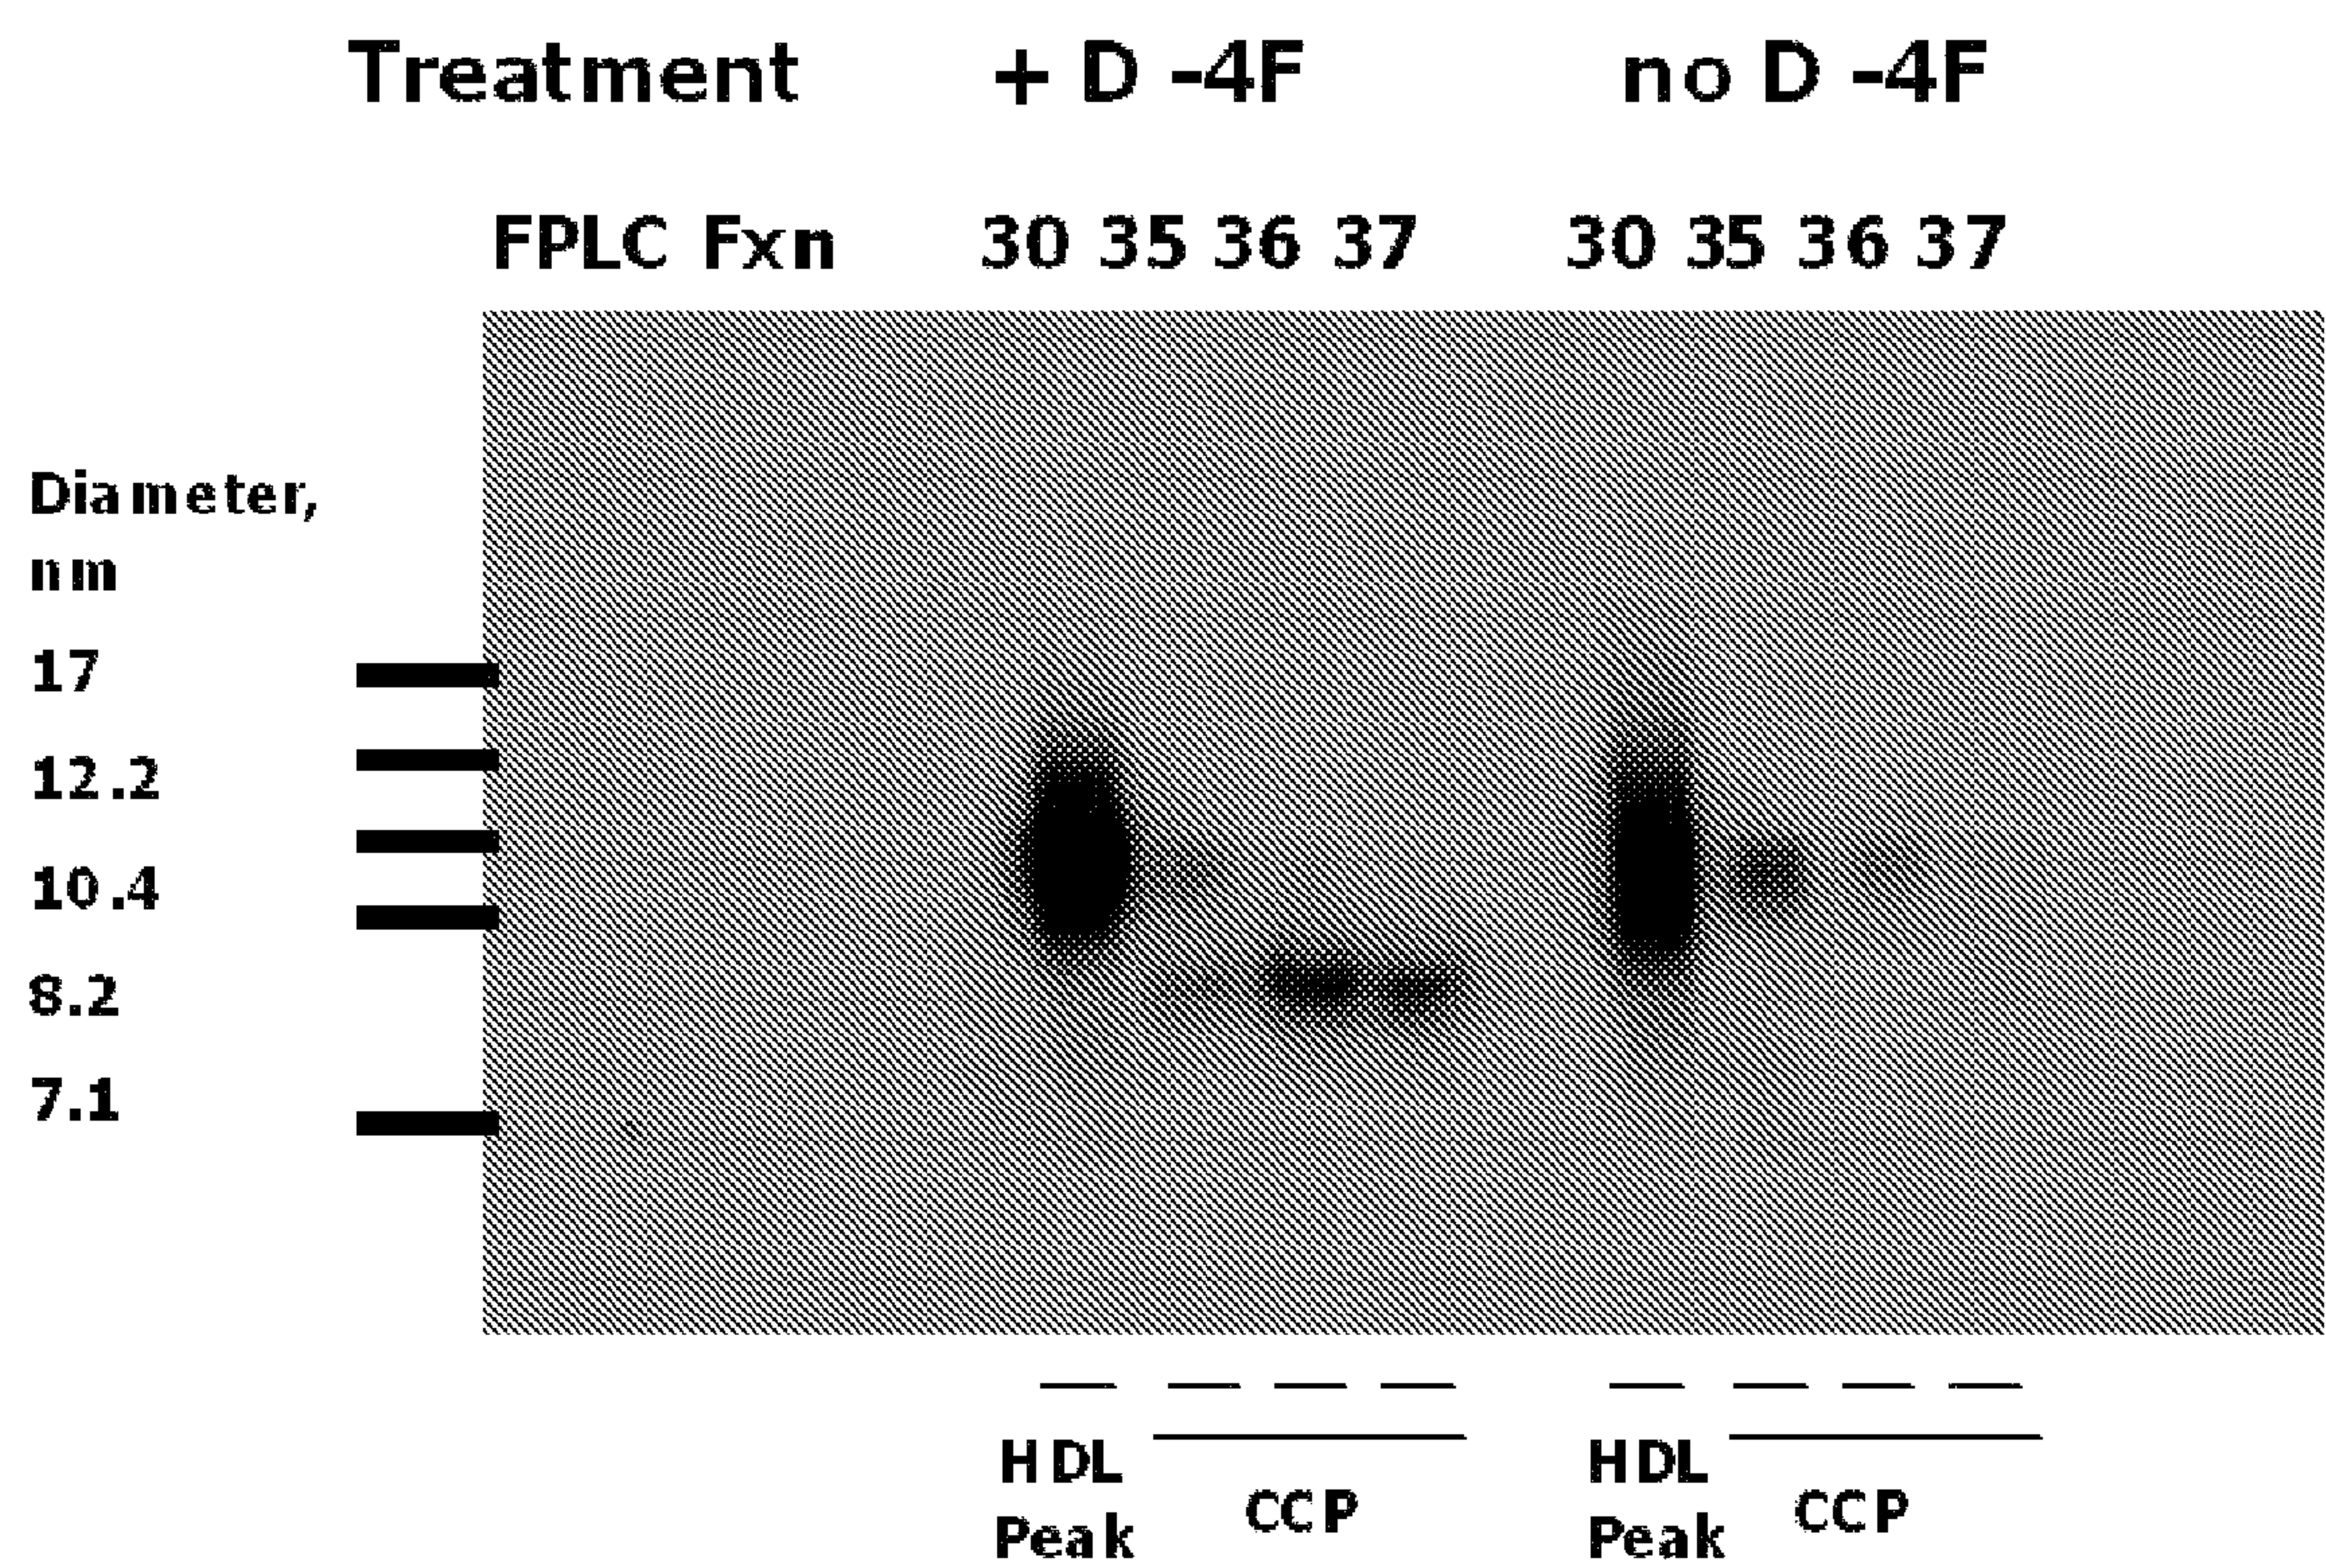 Treatment + D -4F no D -4F
FPLC Fxn 30 35 36 37 30 35 36 37
Diameter,
nm
17
12.2
10.4
8.2
7.1
HDL Peak CCP HDL Peak CCP